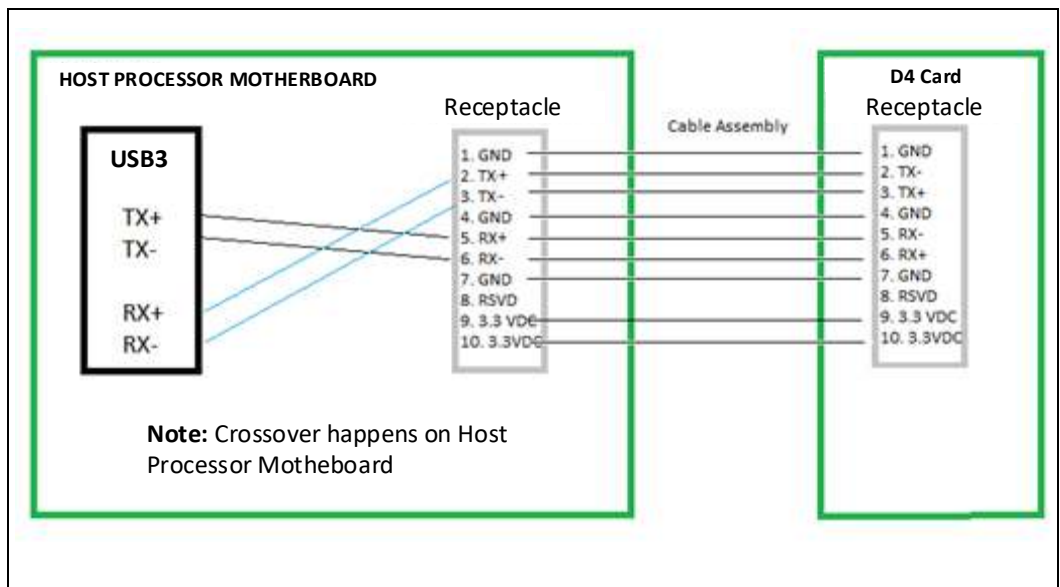 HOST PROCESSOR MOTHERBOARD
USB3
TX+
TX-
RX+
RX-
Receptacle
1. GND
2. TX+
3. TX-
4. GND
5. RX+
6. RX-
7. GND
8. RSVD
9. 3.3 VDC
10. 3.3VDC
Note: Crossover happens on Host
Processor Motheboard
Cable Assembly
D4 Card
Receptacle
1. GND
2. TX-
3. TX+
4. GND
5. RX-
6. RX+
7. GND
8. RSVD
9. 3.3 VDC
10. 3.3VDC